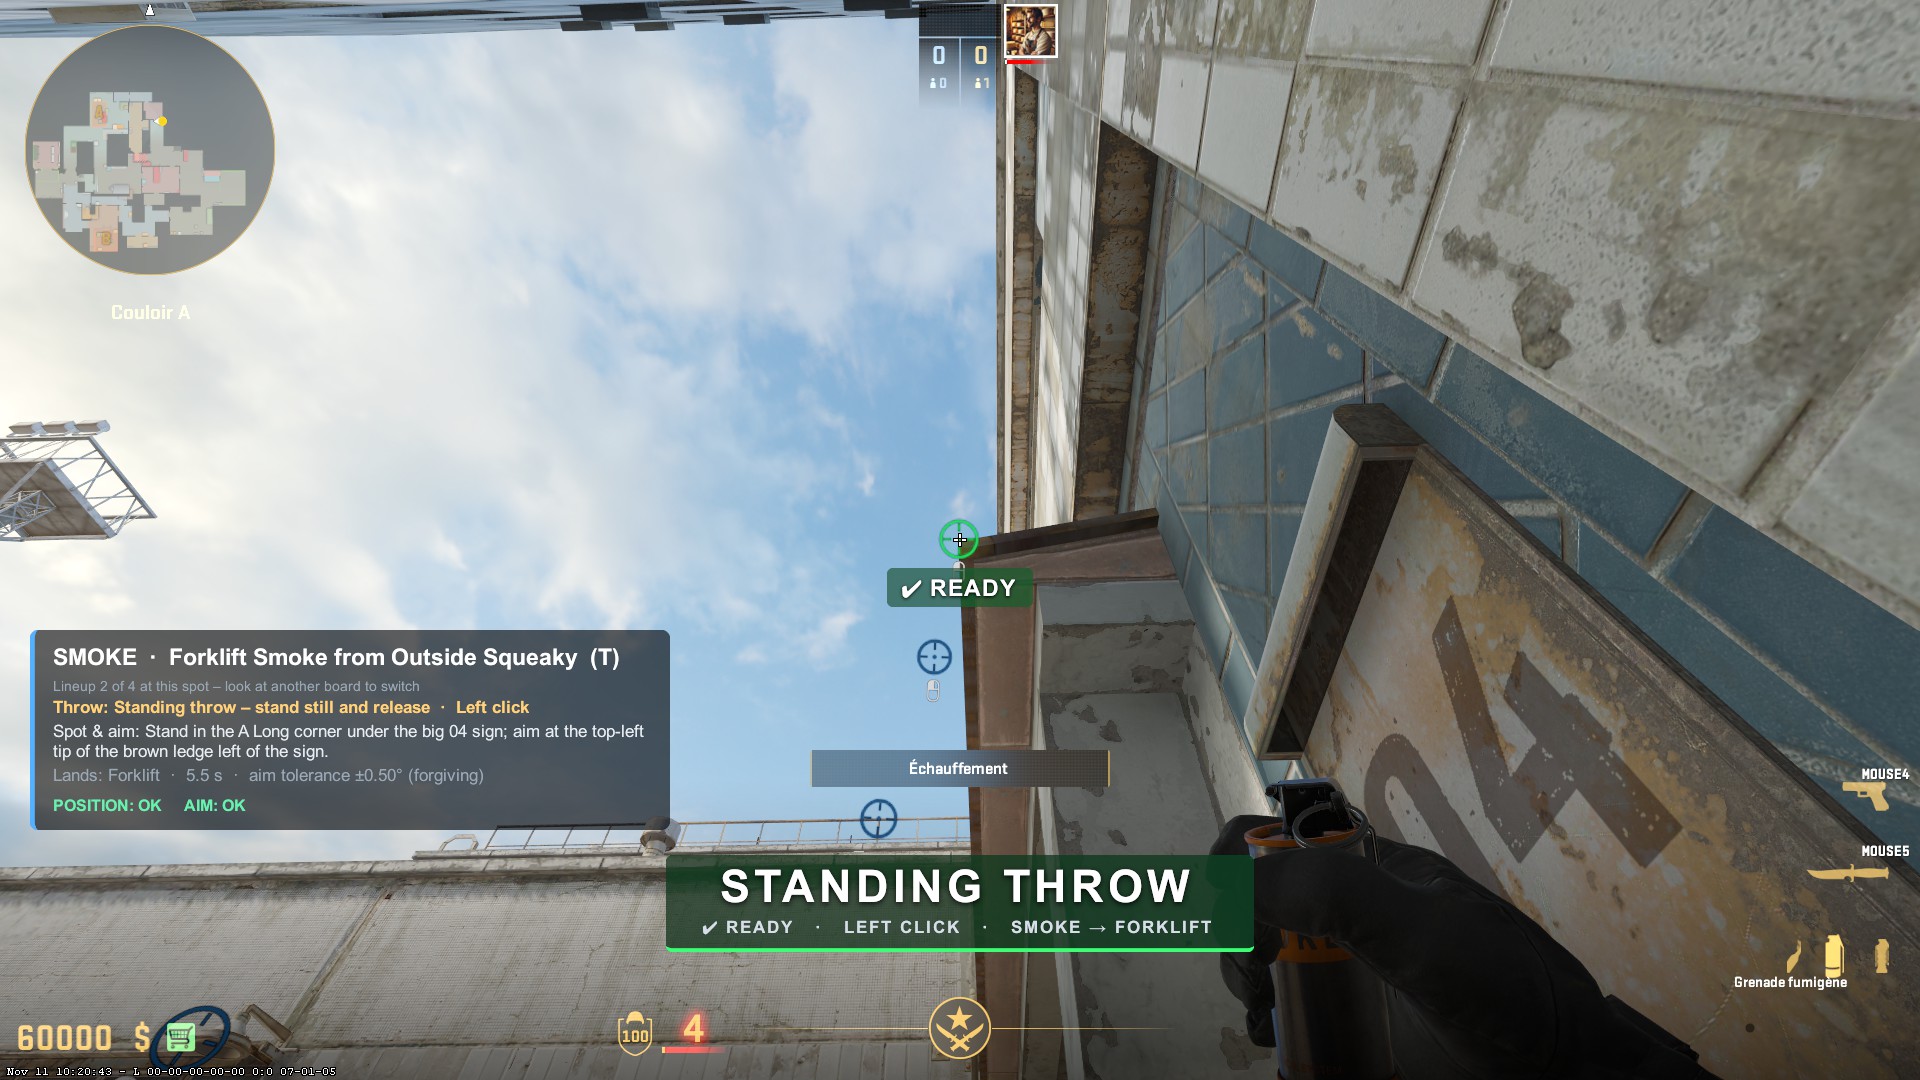 0 0
0 1
Couloir A
✔ READY
SMOKE · Forklift Smoke from Outside Squeaky (T)
Lineup 2 of 4 at this spot – look at another board to switch
Throw: Standing throw – stand still and release · Left click
Spot & aim: Stand in the A Long corner under the big 04 sign; aim at the top-left
tip of the brown ledge left of the sign.
Lands: Forklift · 5.5 s · aim tolerance ±0.50° (forgiving)
POSITION: OK AIM: OK
Échauffement
04
MOUSE4
MOUSE5
STANDING THROW
✔ READY · LEFT CLICK · SMOKE → FORKLIFT
Grenade fumigène
60000 $
100
4
Nov 11 10:20:43 - L 00-00-00-00-00 0:0 07-01-05